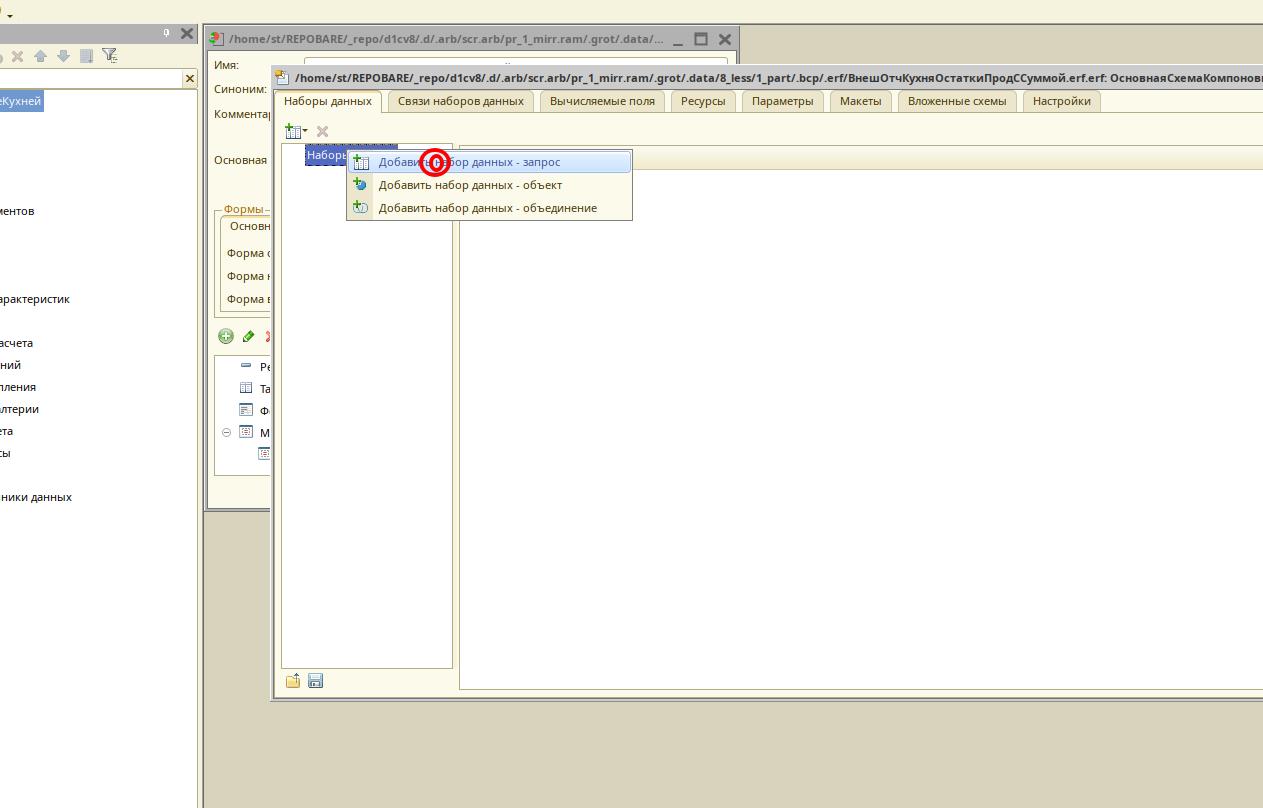 /home/st/REPOBARE/_repo/d1cv8/.d/.arb/scr.arb/pr_1_mirr.ram/.grot/.data/...
Имя:
/home/st/REPOBARE/_repo/d1cv8/.d/.arb/scr.arb/pr_1_mirr.ram/.grot/.data/8_less/1_part/.bcp/.erf/ВнешОтчКухняОстаткиПродССуммой.erf.erf: ОсновнаяСхемаКомпонов
Синоним:
Наборы данных
Связи наборов данных
Вычисляемые поля
Ресурсы
Параметры
Макеты
Вложенные схемы
Настройки
еКухней
Коммента
Основная
Наборы
Добавить набор данных - запрос
Добавить набор данных - объект
Добавить набор данных - объединение
ментов
Формы
Основн
Форма о
Форма н
Форма в
арактеристик
асчета
ний
пления
алтерии
ета
сы
ники данных
Ре
Та
Фо
М